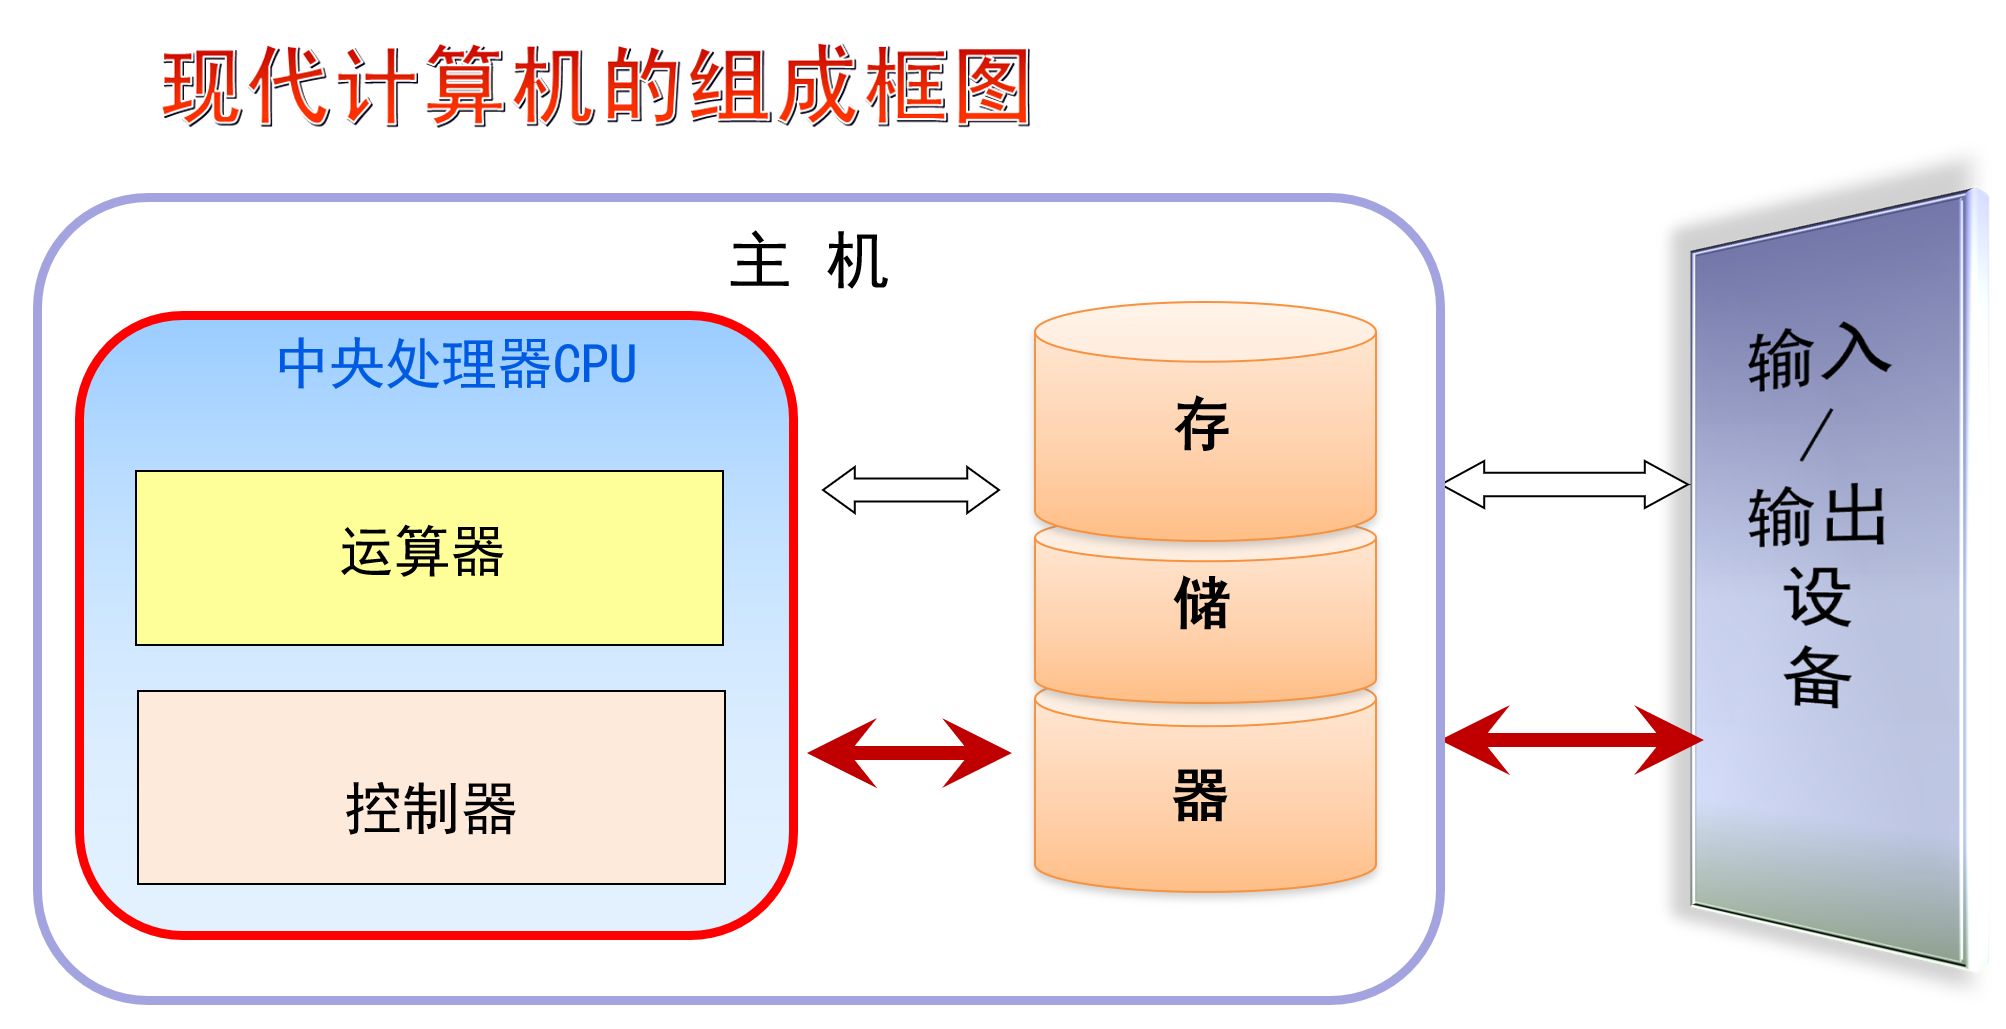 现代计算机的组成框图
主 机
中央处理器CPU
运算器
控制器
存
储
器
输入
/
输出
设
备